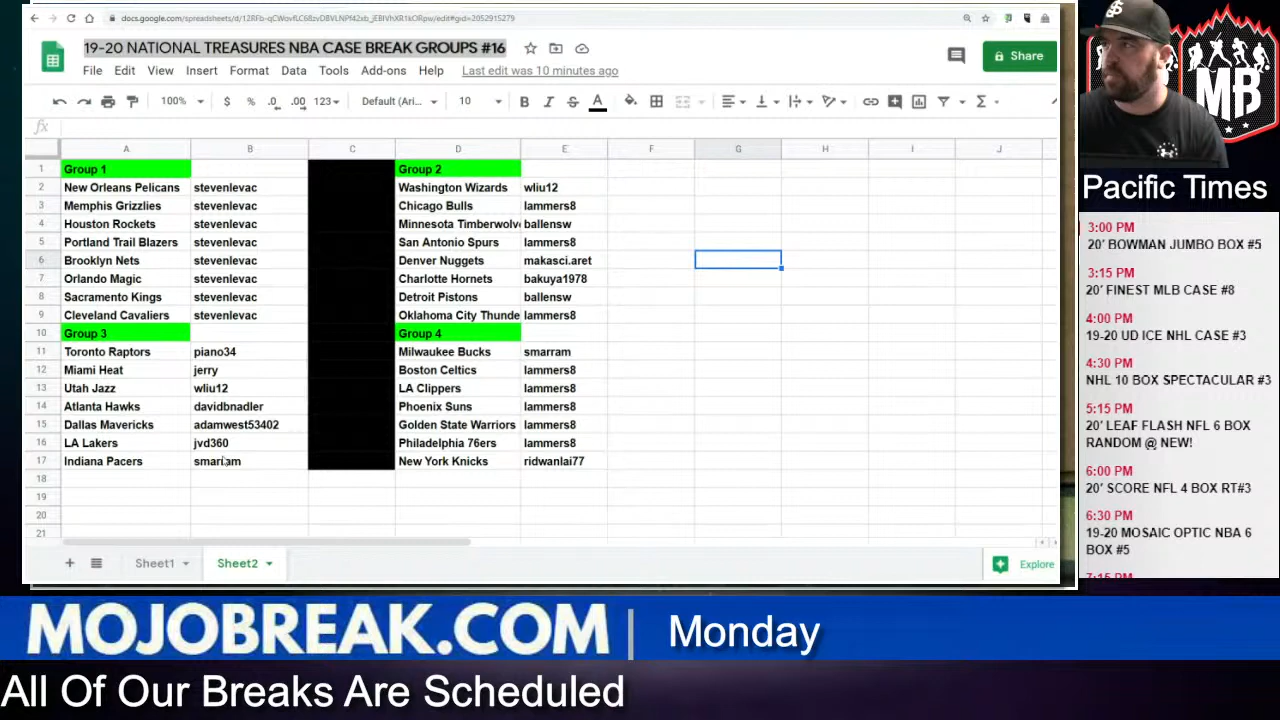 docs.google.com/spreadsheets/d/
19-20 NATIONAL TREASURES NBA CASE BREAK GROUPS #16
Share
File Edit View Insert Format Data Tools Add-ons Help Last edit was 10 minutes ago
100% $ % .0 .00 123 Default (Ari... 10 B I S A
fx
A B C D E F G H I J
1 Group 1 Group 2
2 New Orleans Pelicans stevenlevac Washington Wizards wliu12
3 Memphis Grizzlies stevenlevac Chicago Bulls lammers8
4 Houston Rockets stevenlevac Minnesota Timberwolv ballensw
5 Portland Trail Blazers stevenlevac San Antonio Spurs lammers8
6 Brooklyn Nets stevenlevac Denver Nuggets makasci.aret
7 Orlando Magic stevenlevac Charlotte Hornets bakuya1978
8 Sacramento Kings stevenlevac Detroit Pistons ballensw
9 Cleveland Cavaliers stevenlevac Oklahoma City Thunde lammers8
10 Group 3 Group 4
11 Toronto Raptors piano34 Milwaukee Bucks smarram
12 Miami Heat jerry Boston Celtics lammers8
13 Utah Jazz wliu12 LA Clippers lammers8
14 Atlanta Hawks davidbnadler Phoenix Suns lammers8
15 Dallas Mavericks adamwest53402 Golden State Warriors lammers8
16 LA Lakers jvd360 Philadelphia 76ers lammers8
17 Indiana Pacers smarram New York Knicks ridwanlai77
18
19
20
21
Sheet1 Sheet2 Explore
MB
Pacific Times
3:00 PM
20' BOWMAN JUMBO BOX #5
3:15 PM
20' FINEST MLB CASE #8
4:00 PM
19-20 UD ICE NHL CASE #3
4:30 PM
NHL 10 BOX SPECTACULAR #3
5:15 PM
20' LEAF FLASH NFL 6 BOX
RANDOM @ NEW!
6:00 PM
20' SCORE NFL 4 BOX RT#3
6:30 PM
19-20 MOSAIC OPTIC NBA 6
BOX #5
7:15 PM
MOJOBREAK.COM | Monday
All Of Our Breaks Are Scheduled